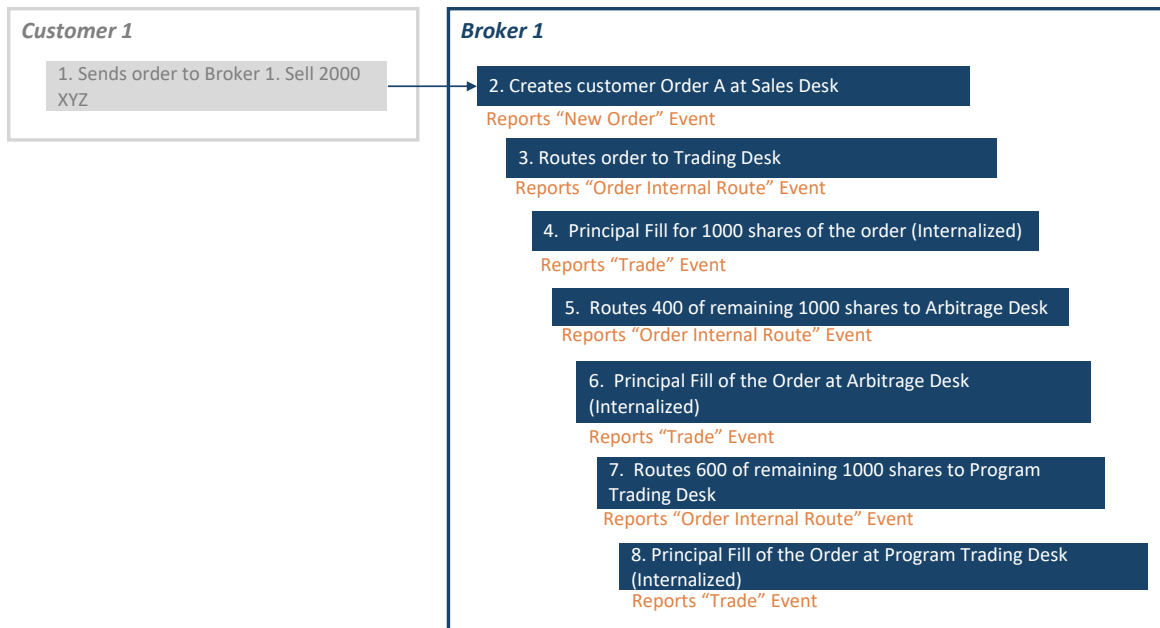 Customer 1
1. Sends order to Broker 1. Sell 2000
XYZ
Broker 1
2. Creates customer Order A at Sales Desk
Reports “New Order” Event
3. Routes order to Trading Desk
Reports “Order Internal Route” Event
4. Principal Fill for 1000 shares of the order (Internalized)
Reports “Trade” Event
5. Routes 400 of remaining 1000 shares to Arbitrage Desk
Reports “Order Internal Route” Event
6. Principal Fill of the Order at Arbitrage Desk
(Internalized)
Reports “Trade” Event
7. Routes 600 of remaining 1000 shares to Program
Trading Desk
Reports “Order Internal Route” Event
8. Principal Fill of the Order at Program Trading Desk
(Internalized)
Reports “Trade” Event